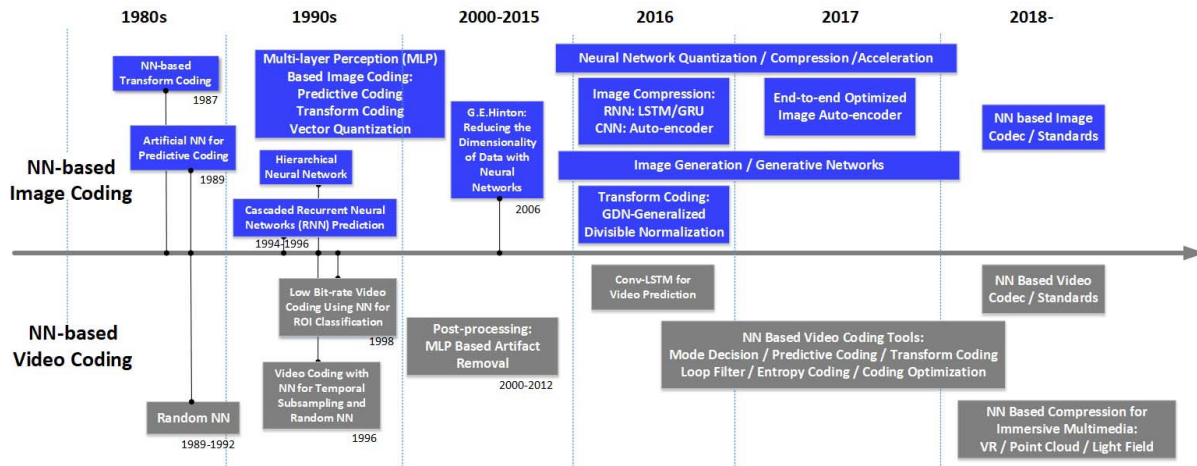 1980s
1990s
2000-2015
2016
2017
2018-
NN-based
Image Coding
NN-based
Transform Coding
1987
Artificial NN for
Predictive Coding
1989
Multi-layer Perception (MLP)
Based Image Coding:
Predictive Coding
Transform Coding
Vector Quantization
Hierarchical
Neural Network
Cascaded Recurrent Neural
Networks (RNN) Prediction
1994-1996
G.E.Hinton:
Reducing the
Dimensionality
of Data with
Neural
Networks
2006
Neural Network Quantization / Compression /Acceleration
Image Compression:
RNN: LSTM/GRU
CNN: Auto-encoder
End-to-end Optimized
Image Auto-encoder
NN based Image
Codec / Standards
Image Generation / Generative Networks
Transform Coding:
GDN-Generalized
Divisible Normalization
NN-based
Video Coding
Random NN
1989-1992
Low Bit-rate Video
Coding Using NN for
ROI Classification
1998
Video Coding with
NN for Temporal
Subsampling and
Random NN
1996
Post-processing:
MLP Based Artifact
Removal
2000-2012
Conv-LSTM for
Video Prediction
NN Based Video
Codec / Standards
NN Based Video Coding Tools:
Mode Decision / Predictive Coding / Transform Coding
Loop Filter / Entropy Coding / Coding Optimization
NN Based Compression for
Immersive Multimedia:
VR / Point Cloud / Light Field